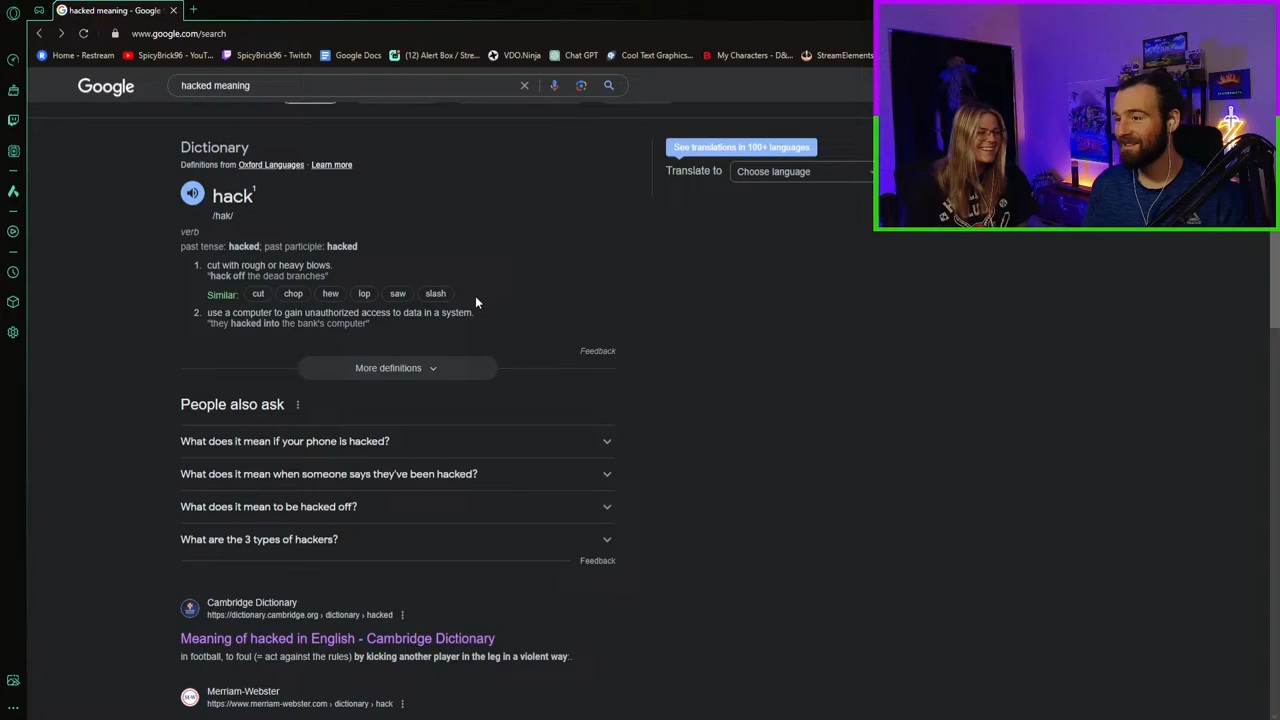 hacked meaning - Google
www.google.com/search
Home - Restream
SpicyBrick96 - YouT...
SpicyBrick96 - Twitch
Google Docs
(12) Alert Box / Stre...
VDO.Ninja
Chat GPT
Cool Text Graphics...
My Characters - D&...
StreamElements
Google
hacked meaning
Dictionary
Definitions from Oxford Languages · Learn more
hack¹
/hak/
verb
past tense: hacked; past participle: hacked
1. cut with rough or heavy blows.
"hack off the dead branches"
Similar: cut chop hew lop saw slash
2. use a computer to gain unauthorized access to data in a system.
"they hacked into the bank's computer"
Feedback
More definitions
See translations in 100+ languages
Translate to Choose language
People also ask
What does it mean if your phone is hacked?
What does it mean when someone says they've been hacked?
What does it mean to be hacked off?
What are the 3 types of hackers?
Feedback
Cambridge Dictionary
https://dictionary.cambridge.org › dictionary › hacked
Meaning of hacked in English - Cambridge Dictionary
in football, to foul (= act against the rules) by kicking another player in the leg in a violent way:.
Merriam-Webster
https://www.merriam-webster.com › dictionary › hack